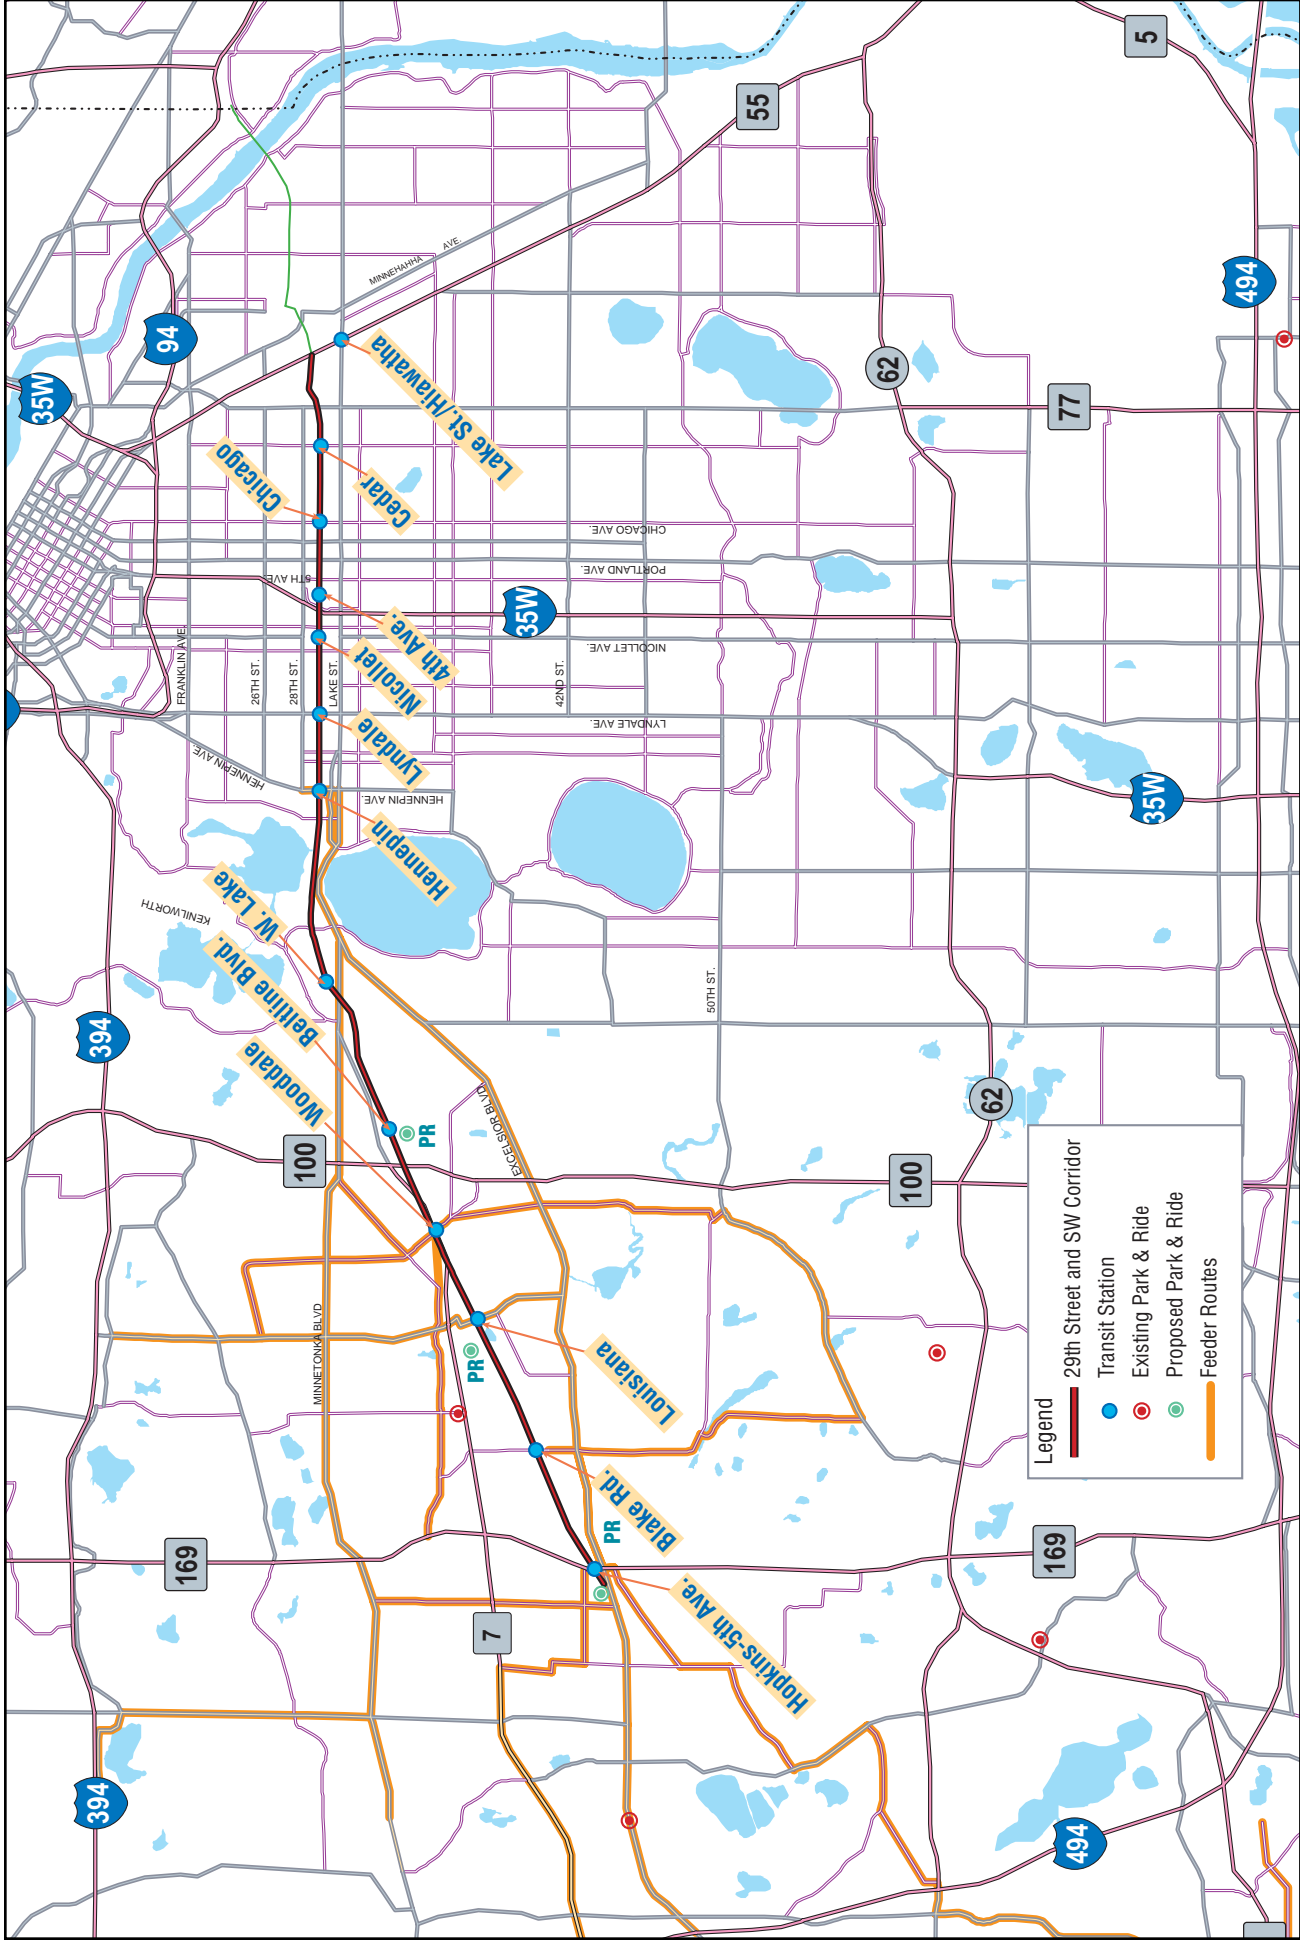 394
169
7
Hopkins-5th Ave.
PR
Blake Rd.
Louisiana
PR
MINNETONKA BLVD
100
Wooddale
PR
Beltline Blvd.
W. Lake
394
KENILWORTH
EXCELSIOR BLVD
50TH ST.
Hennepin
HENNEPIN AVE.
HENNEPIN AVE.
Lyndale
LYNDALE AVE.
Nicollet
NICOLLET AVE.
4th Ave.
5TH AVE.
FRANKLIN AVE.
26TH ST.
28TH ST.
LAKE ST.
42ND ST.
35W
PORTLAND AVE.
CHICAGO AVE.
Chicago
Cedar
Lake St./Hiawatha
MINNEHAHHA AVE.
35W
94
55
5
494
62
77
35W
62
100
169
494
Legend
29th Street and SW Corridor
Transit Station
Existing Park & Ride
Proposed Park & Ride
Feeder Routes